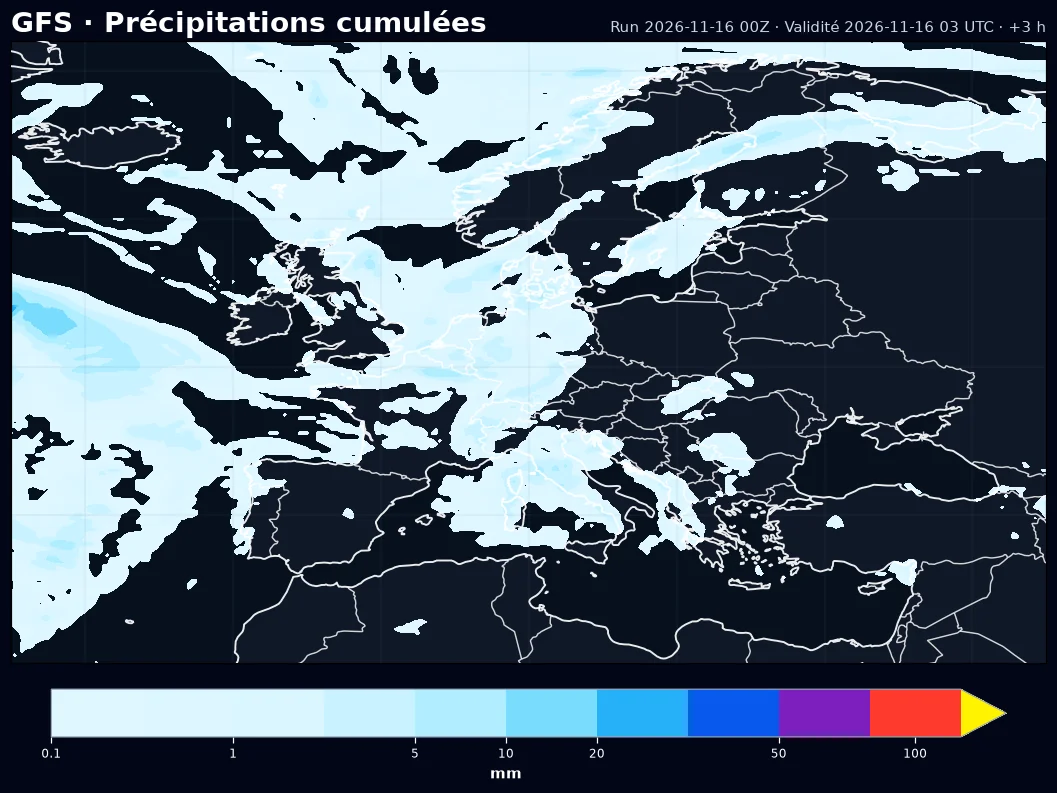 GFS · Précipitations cumulées
Run 2026-11-16 00Z · Validité 2026-11-16 03 UTC · +3 h
0.1 1 5 10 20 50 100
mm